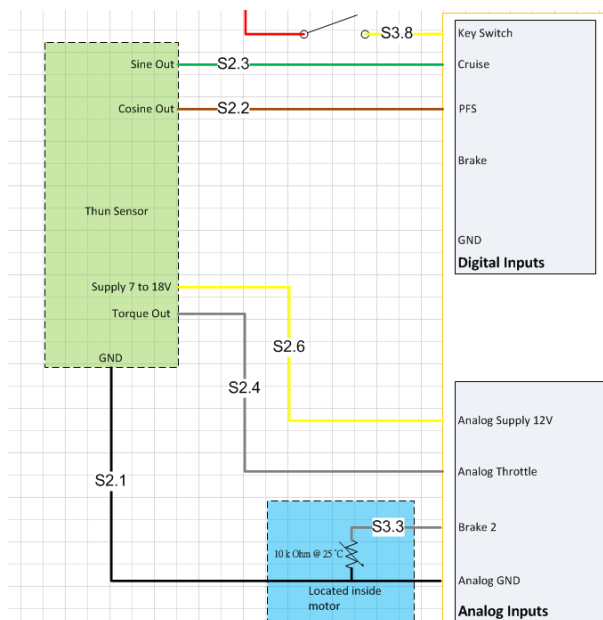 S3.8
Key Switch
Sine Out
S2.3
Cruise
Cosine Out
S2.2
PFS
Brake
Thun Sensor
GND
Digital Inputs
Supply 7 to 18V
Torque Out
S2.6
GND
S2.4
Analog Supply 12V
Analog Throttle
S2.1
S3.3
Brake 2
10 k Ohm @ 25 °C
Analog GND
Located inside
motor
Analog Inputs